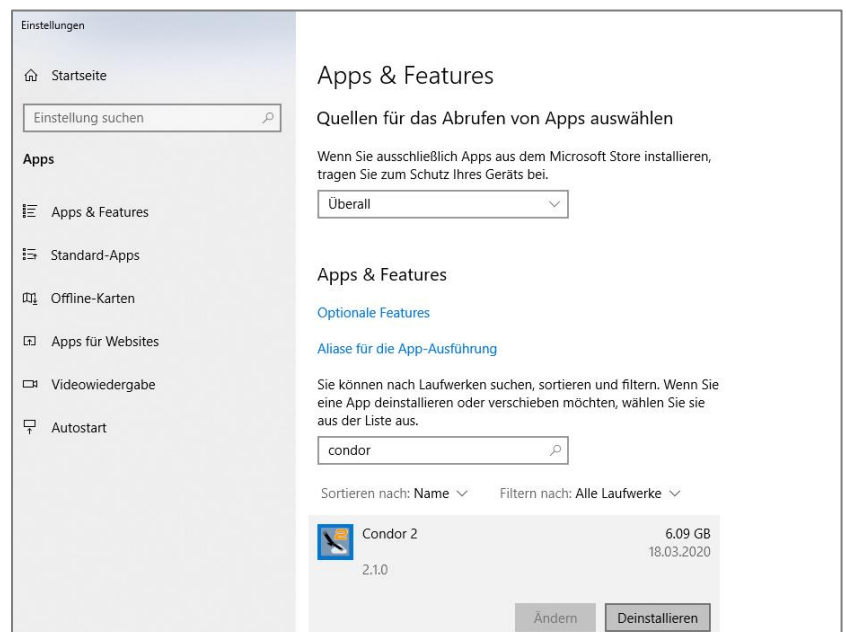 Einstellungen
Startseite
Einstellung suchen
Apps
Apps & Features
Standard-Apps
Offline-Karten
Apps für Websites
Videowiedergabe
Autostart
Apps & Features
Quellen für das Abrufen von Apps auswählen
Wenn Sie ausschließlich Apps aus dem Microsoft Store installieren,
tragen Sie zum Schutz Ihres Geräts bei.
Überall
Apps & Features
Optionale Features
Aliase für die App-Ausführung
Sie können nach Laufwerken suchen, sortieren und filtern. Wenn Sie
eine App deinstallieren oder verschieben möchten, wählen Sie sie
aus der Liste aus.
condor
Sortieren nach: Name Filtern nach: Alle Laufwerke
Condor 2 6.09 GB
18.03.2020
2.1.0
Ändern Deinstallieren